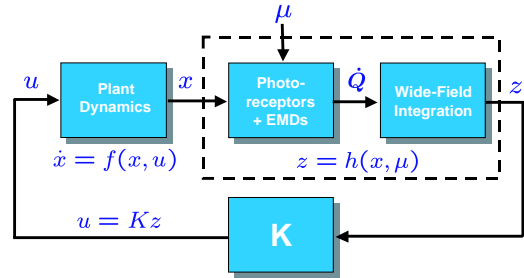 μ
u
Plant
Dynamics
x
Photo-
receptors
+ EMDs
Q̇
Wide-Field
Integration
z
ẋ = f(x, u)
z = h(x, μ)
u = Kz
K